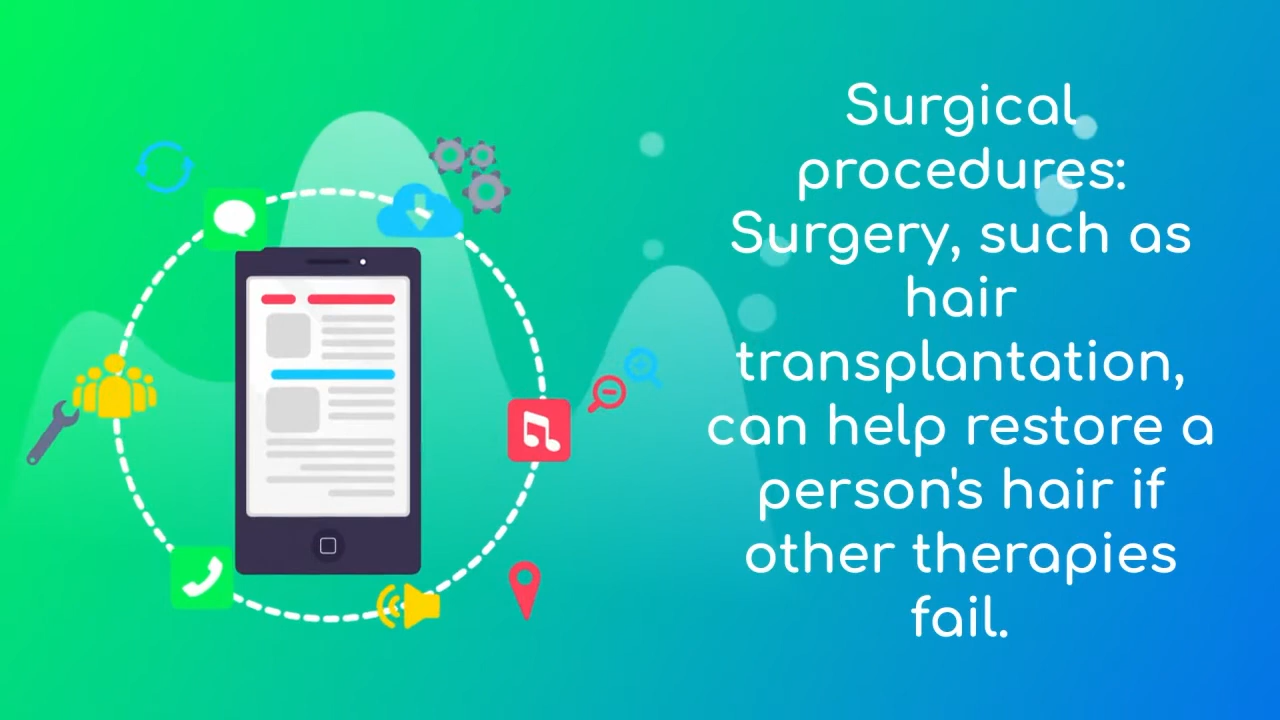 Surgical
procedures:
Surgery, such as
hair
transplantation,
can help restore a
person's hair if
other therapies
fail.